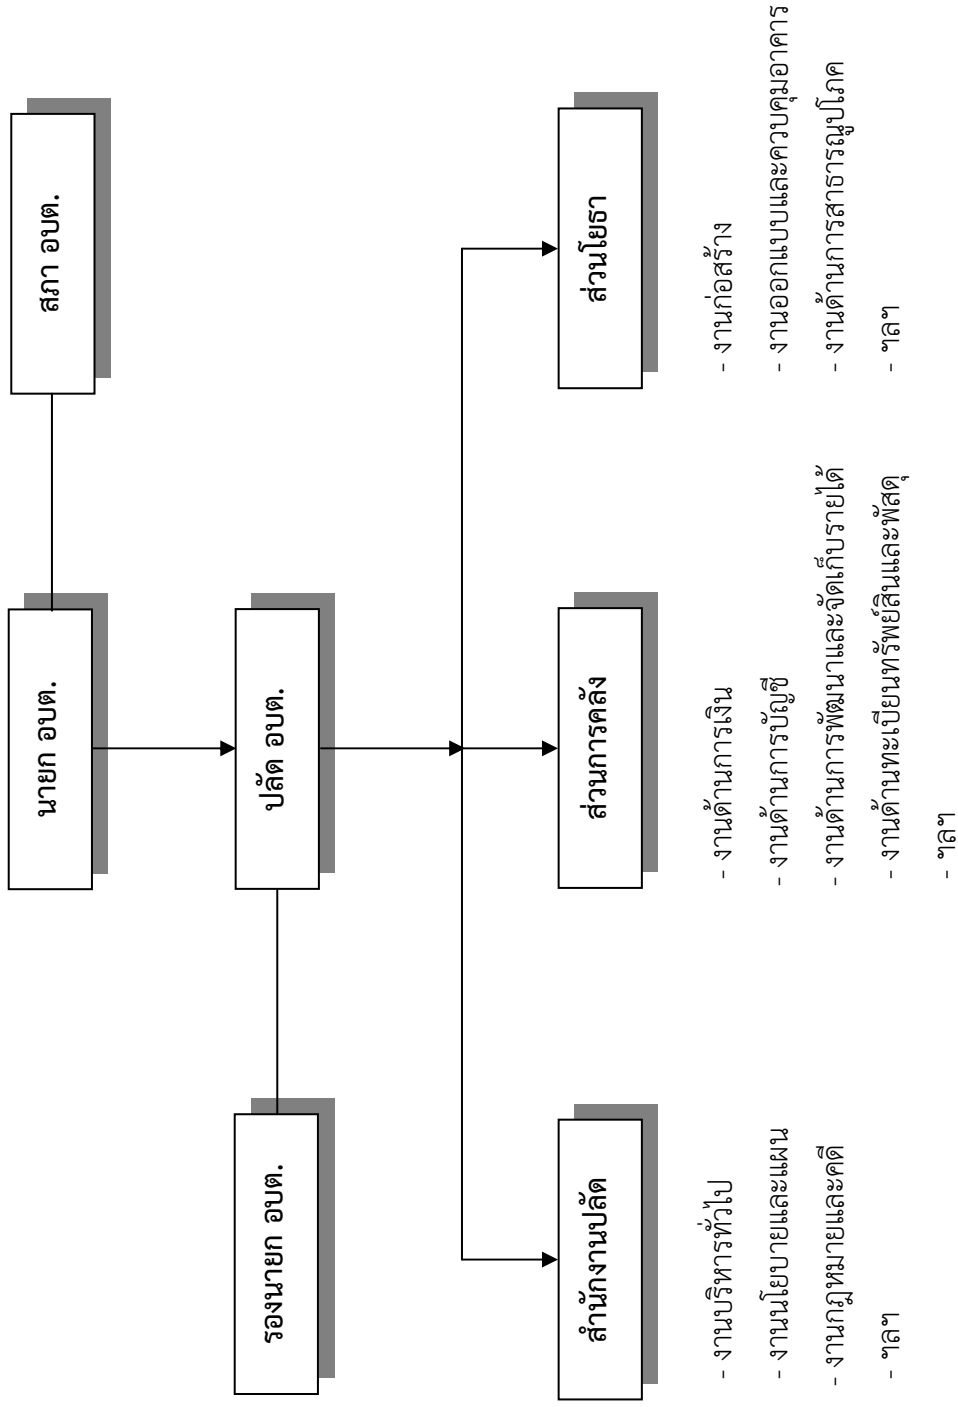 นายก อบต.
สภา อบต.
รองนายก อบต.
ปลัด อบต.
สำนักงานปลัด
- งานบริหารทั่วไป
- งานนโยบายและแผน
- งานกฎหมายและคดี
- ฯลฯ
ส่วนการคลัง
- งานด้านการเงิน
- งานด้านการบัญชี
- งานด้านการพัฒนาและจัดเก็บรายได้
- งานด้านทะเบียนทรัพย์สินและพัสดุ
- ฯลฯ
ส่วนโยธา
- งานก่อสร้าง
- งานออกแบบและควบคุมอาคาร
- งานด้านการสาธารณูปโภค
- ฯลฯ